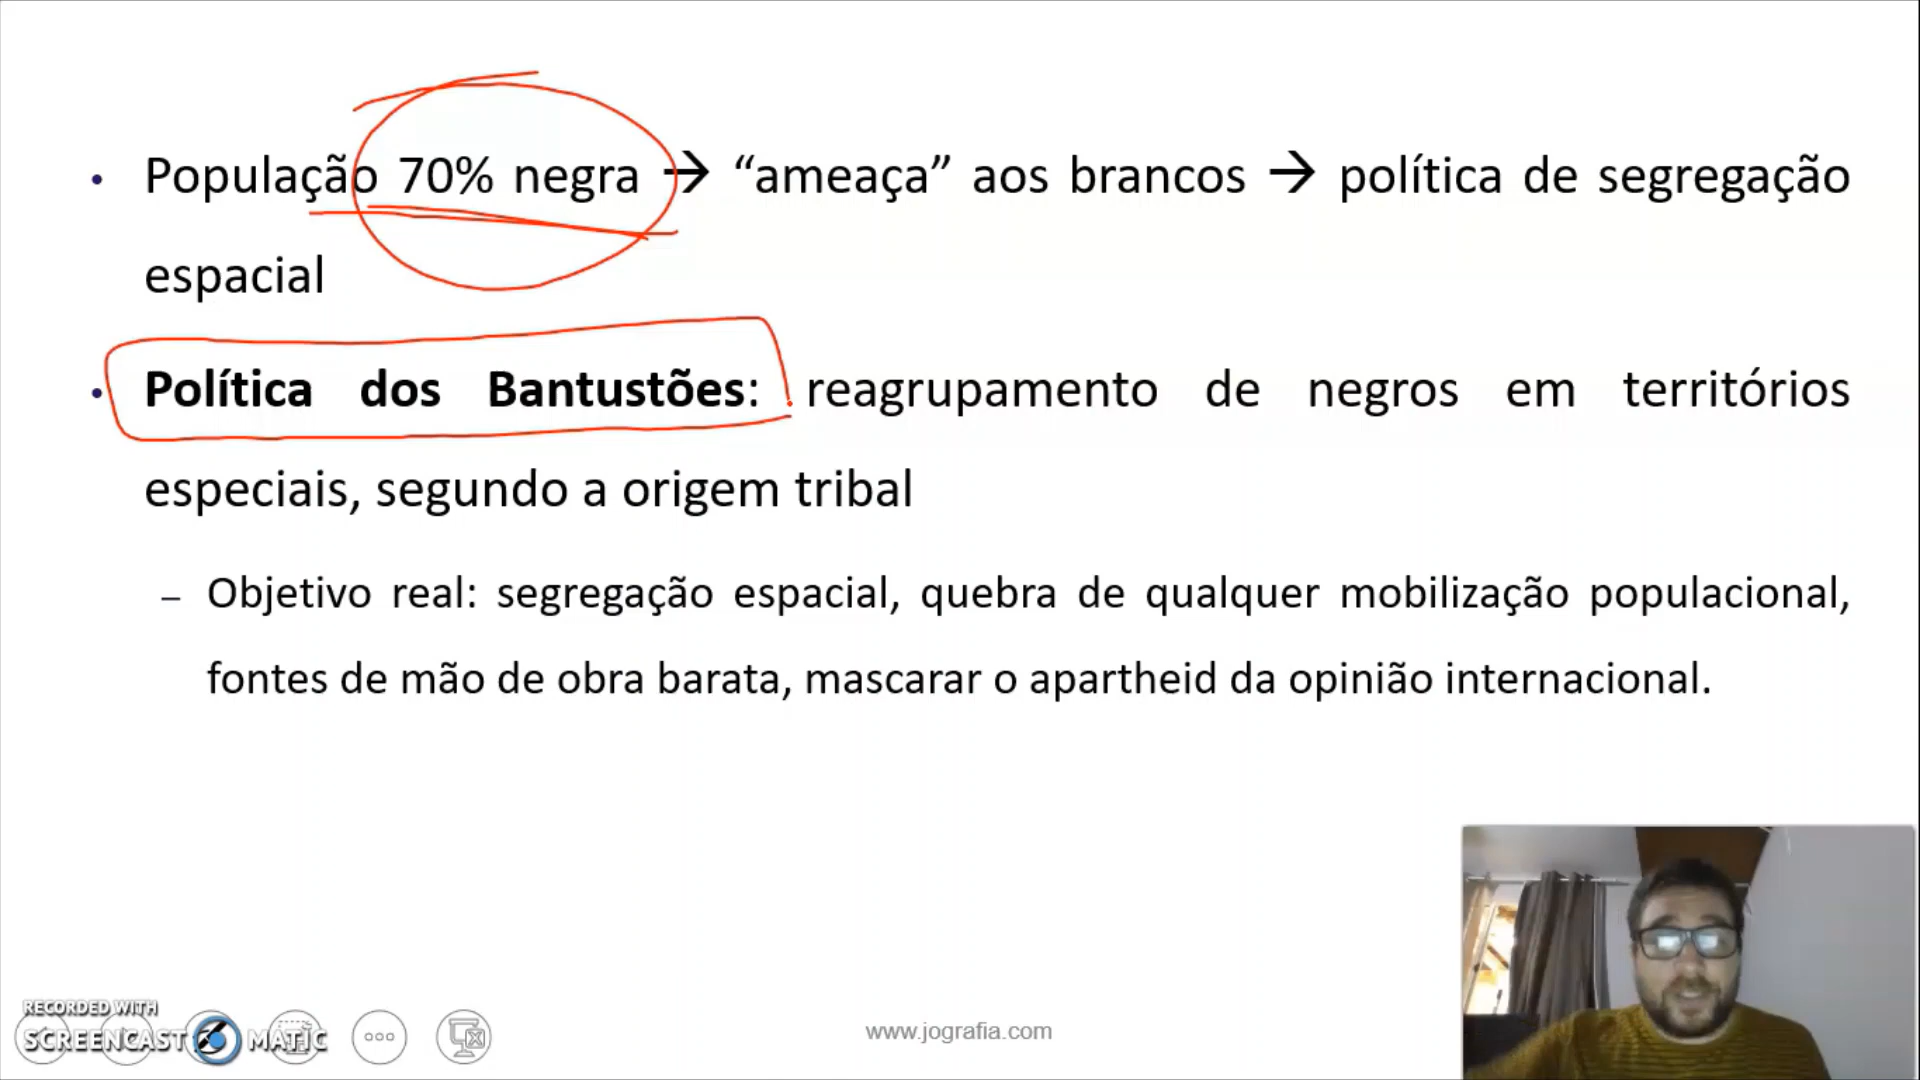 • População 70% negra → “ameaça” aos brancos → política de segregação
espacial
• Política dos Bantustões: reagrupamento de negros em territórios
especiais, segundo a origem tribal
– Objetivo real: segregação espacial, quebra de qualquer mobilização populacional,
fontes de mão de obra barata, mascarar o apartheid da opinião internacional.
RECORDED WITH
SCREENCAST MATIC
www.jografia.com